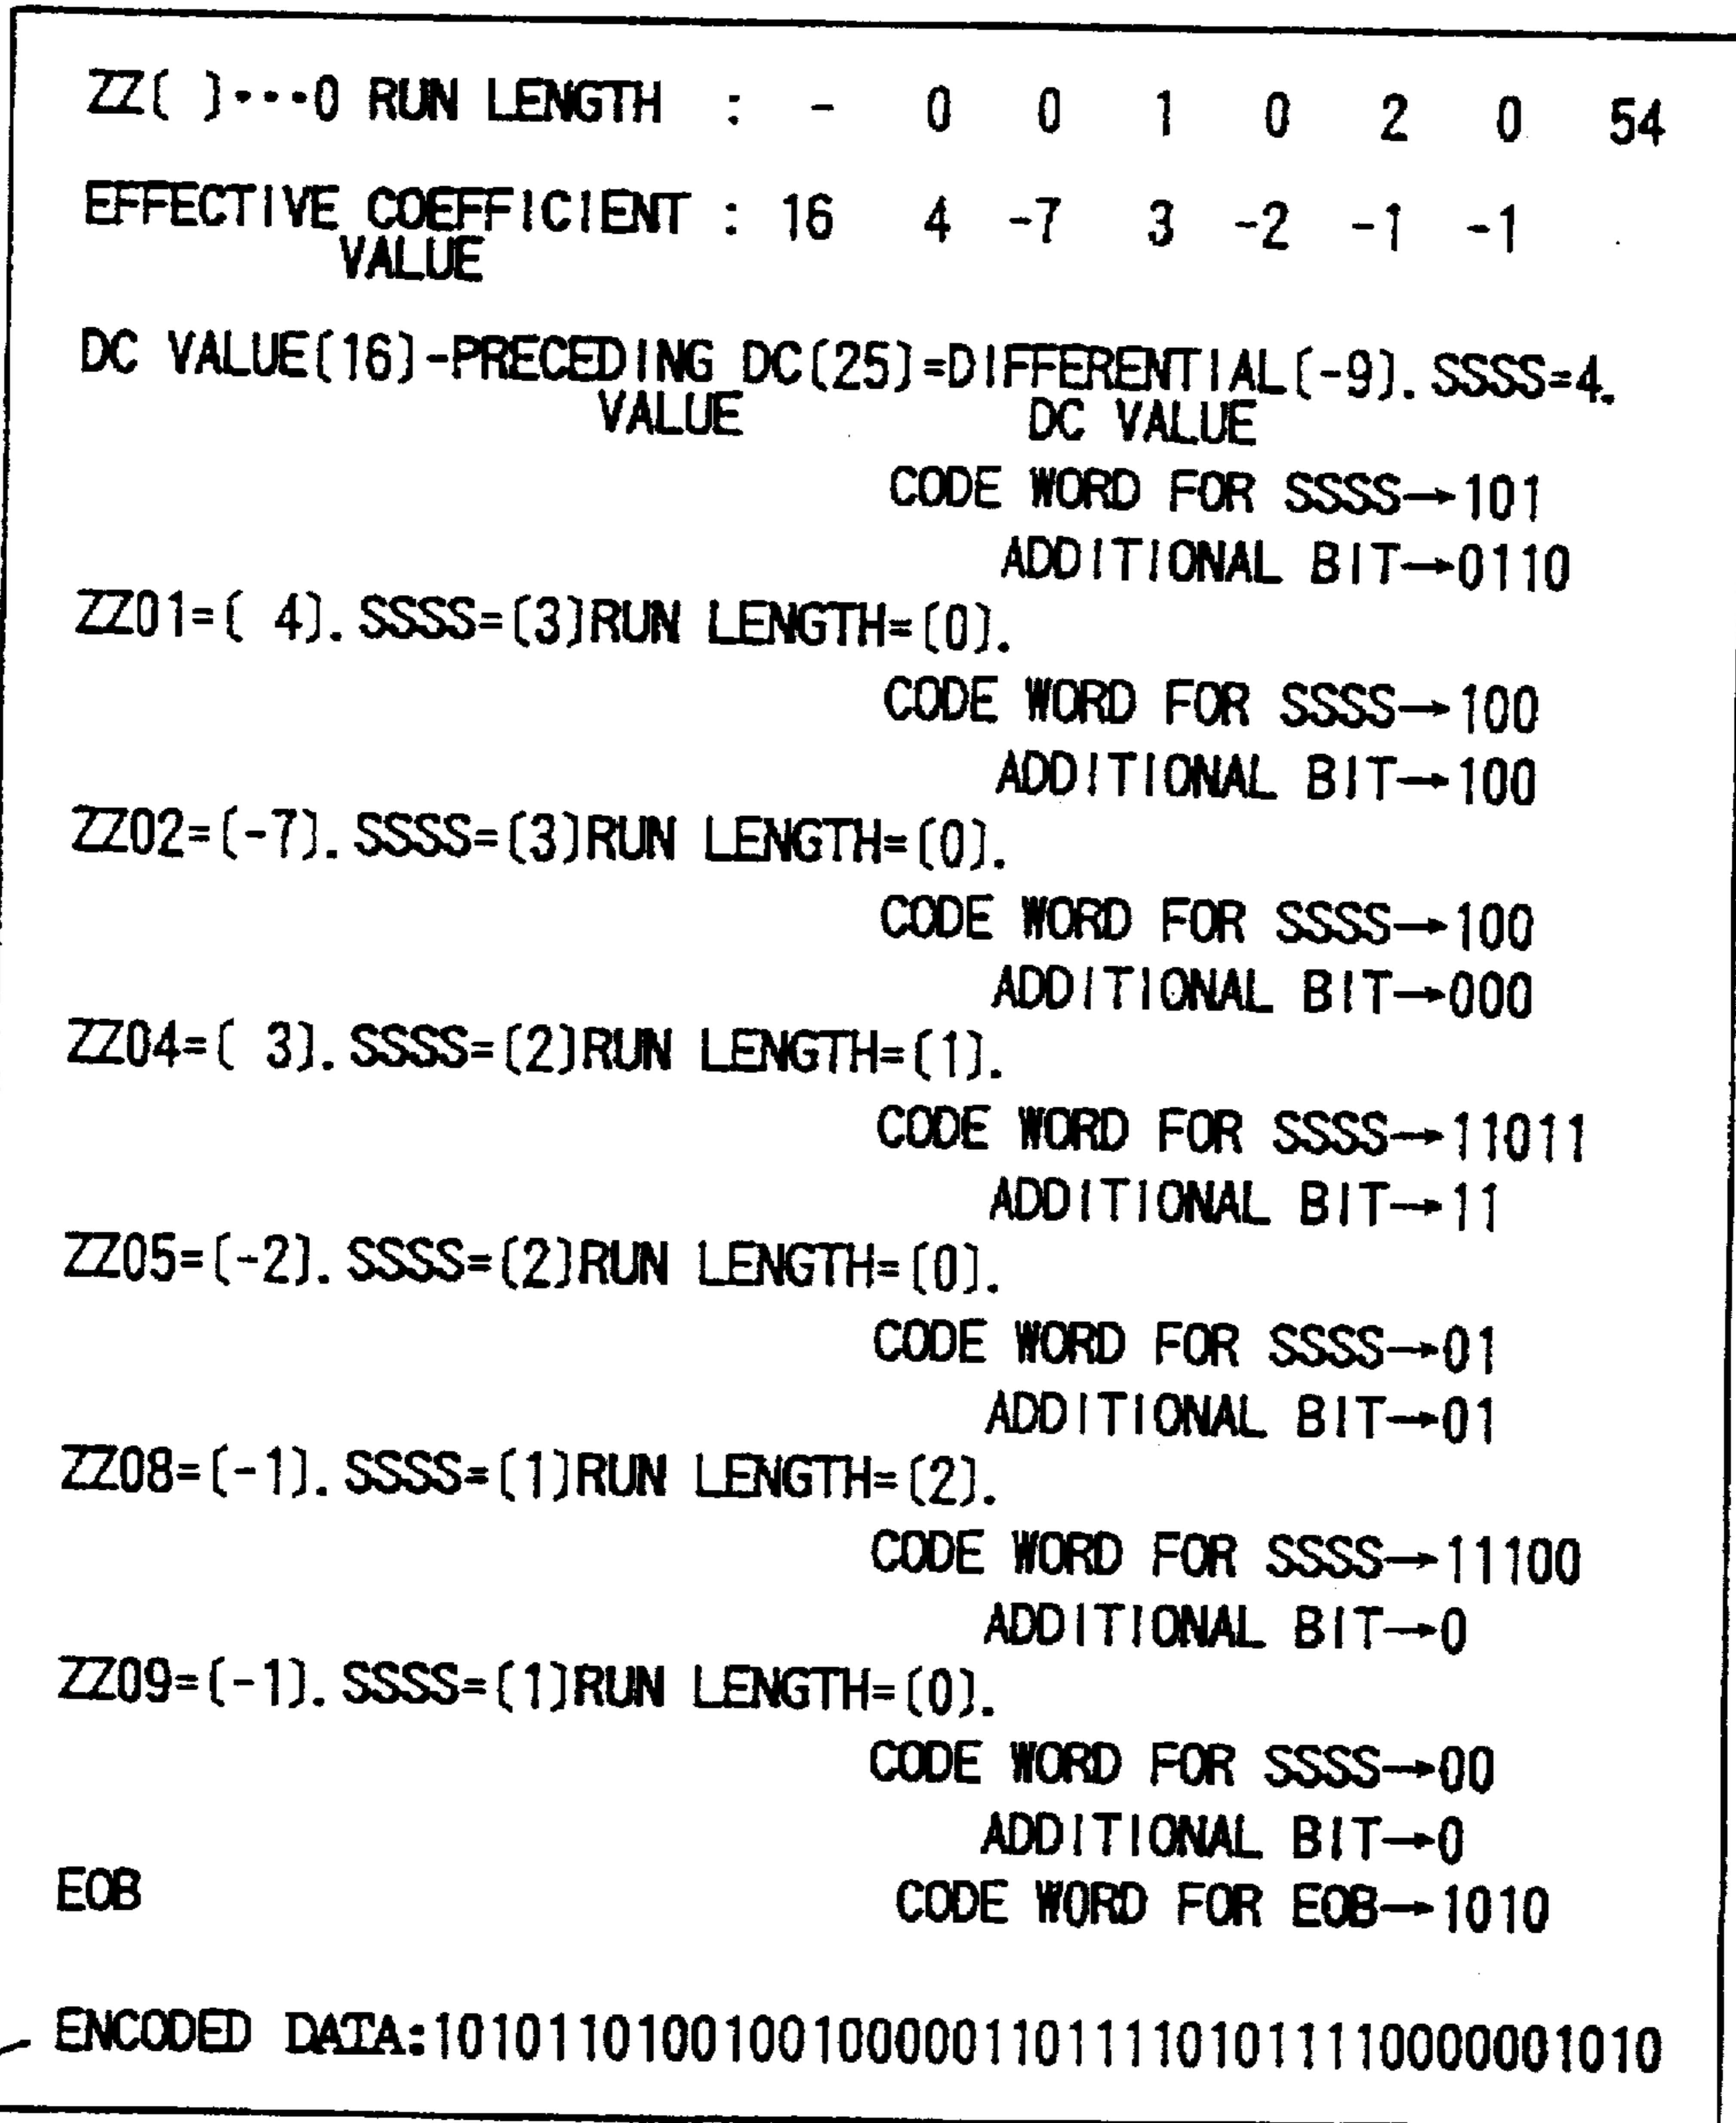 ZZ( )···0 RUN LENGTH : - 0 0 1 0 2 0 54
EFFECTIVE COEFFICIENT : 16 4 -7 3 -2 -1 -1
VALUE
DC VALUE(16)-PRECEDING DC(25)=DIFFERENTIAL(-9). SSSS=4.
VALUE DC VALUE
CODE WORD FOR SSSS→101
ADDITIONAL BIT→0110
ZZ01=( 4). SSSS=(3)RUN LENGTH=(0).
CODE WORD FOR SSSS→100
ADDITIONAL BIT→100
ZZ02=(-7). SSSS=(3)RUN LENGTH=(0).
CODE WORD FOR SSSS→100
ADDITIONAL BIT→000
ZZ04=( 3). SSSS=(2)RUN LENGTH=(1).
CODE WORD FOR SSSS→11011
ADDITIONAL BIT→11
ZZ05=(-2). SSSS=(2)RUN LENGTH=(0).
CODE WORD FOR SSSS→01
ADDITIONAL BIT→01
ZZ08=(-1). SSSS=(1)RUN LENGTH=(2).
CODE WORD FOR SSSS→11100
ADDITIONAL BIT→0
ZZ09=(-1). SSSS=(1)RUN LENGTH=(0).
CODE WORD FOR SSSS→00
ADDITIONAL BIT→0
EOB CODE WORD FOR EOB→1010
ENCODED DATA:1010110100100100000110111101011110000001010